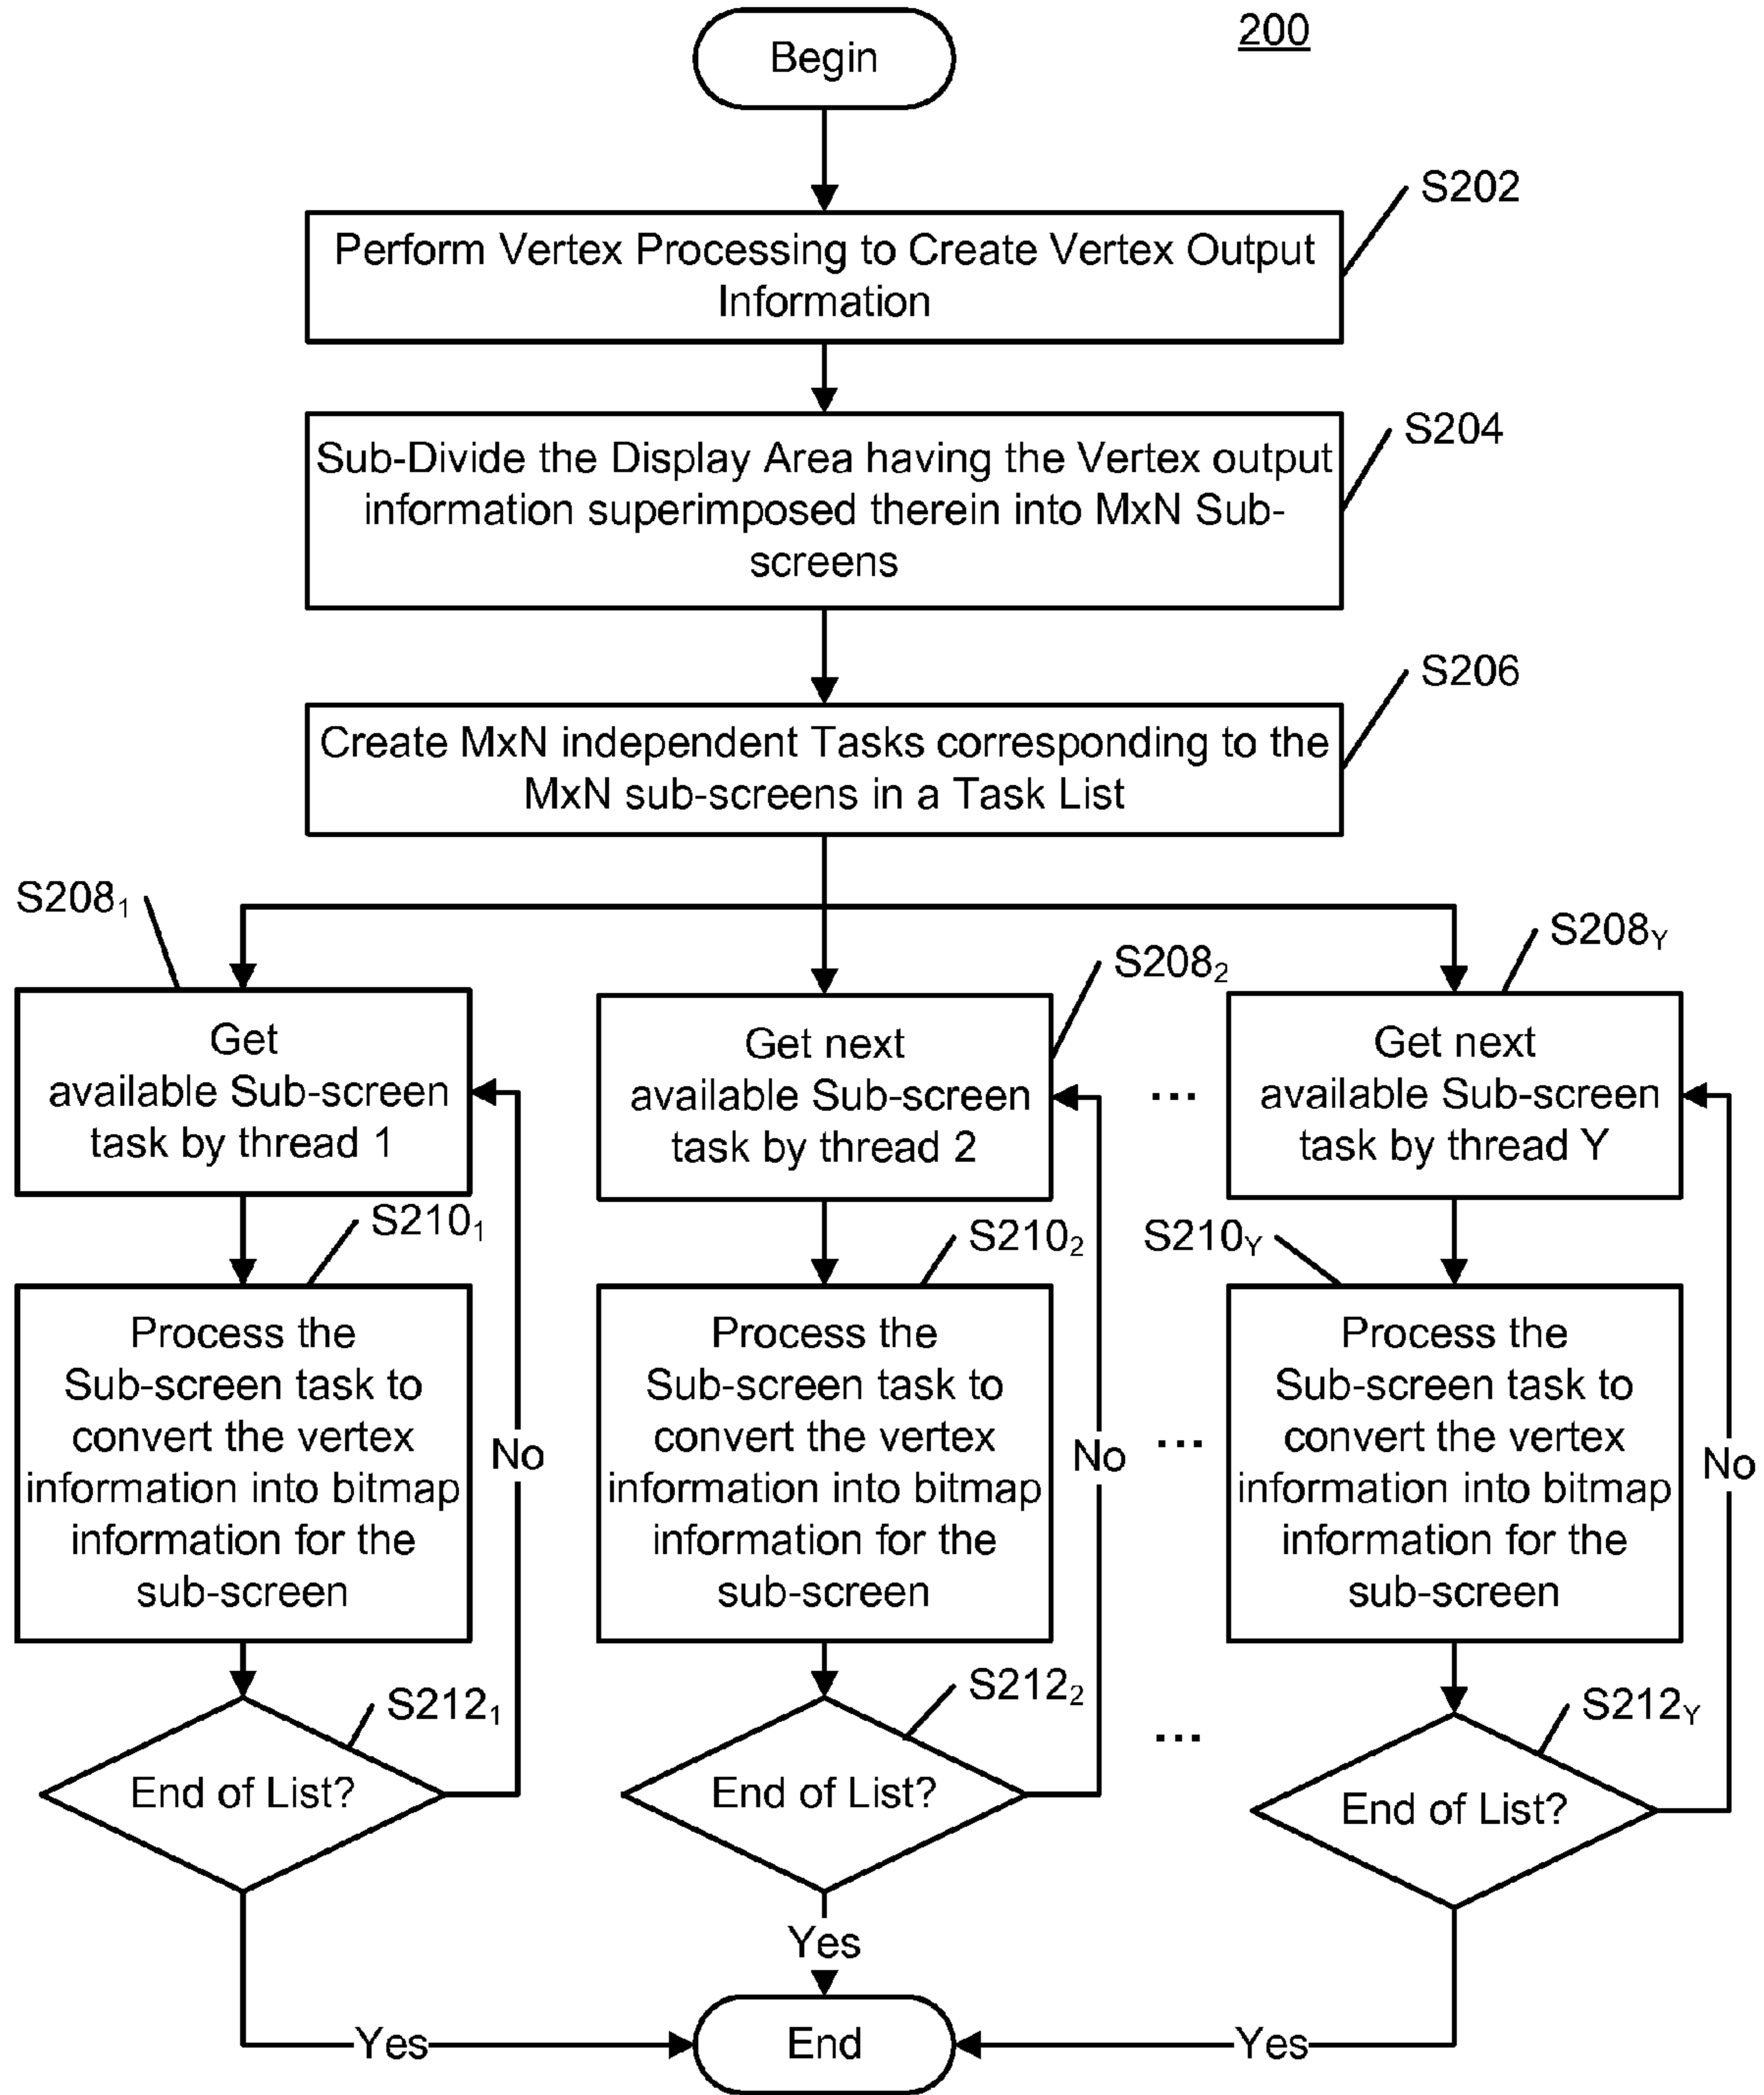 200
Begin
S202
Perform Vertex Processing to Create Vertex Output
Information
S204
Sub-Divide the Display Area having the Vertex output
information superimposed therein into MxN Sub-
screens
S206
Create MxN independent Tasks corresponding to the
MxN sub-screens in a Task List
S208₁
Get
available Sub-screen
task by thread 1
S208₂
Get next
available Sub-screen
task by thread 2
...
S208Y
Get next
available Sub-screen
task by thread Y
S210₁
Process the
Sub-screen task to
convert the vertex
information into bitmap
information for the
sub-screen
No
S210₂
Process the
Sub-screen task to
convert the vertex
information into bitmap
information for the
sub-screen
No
...
S210Y
Process the
Sub-screen task to
convert the vertex
information into bitmap
information for the
sub-screen
No
S212₁
End of List?
S212₂
End of List?
...
S212Y
End of List?
Yes
Yes
End
Yes